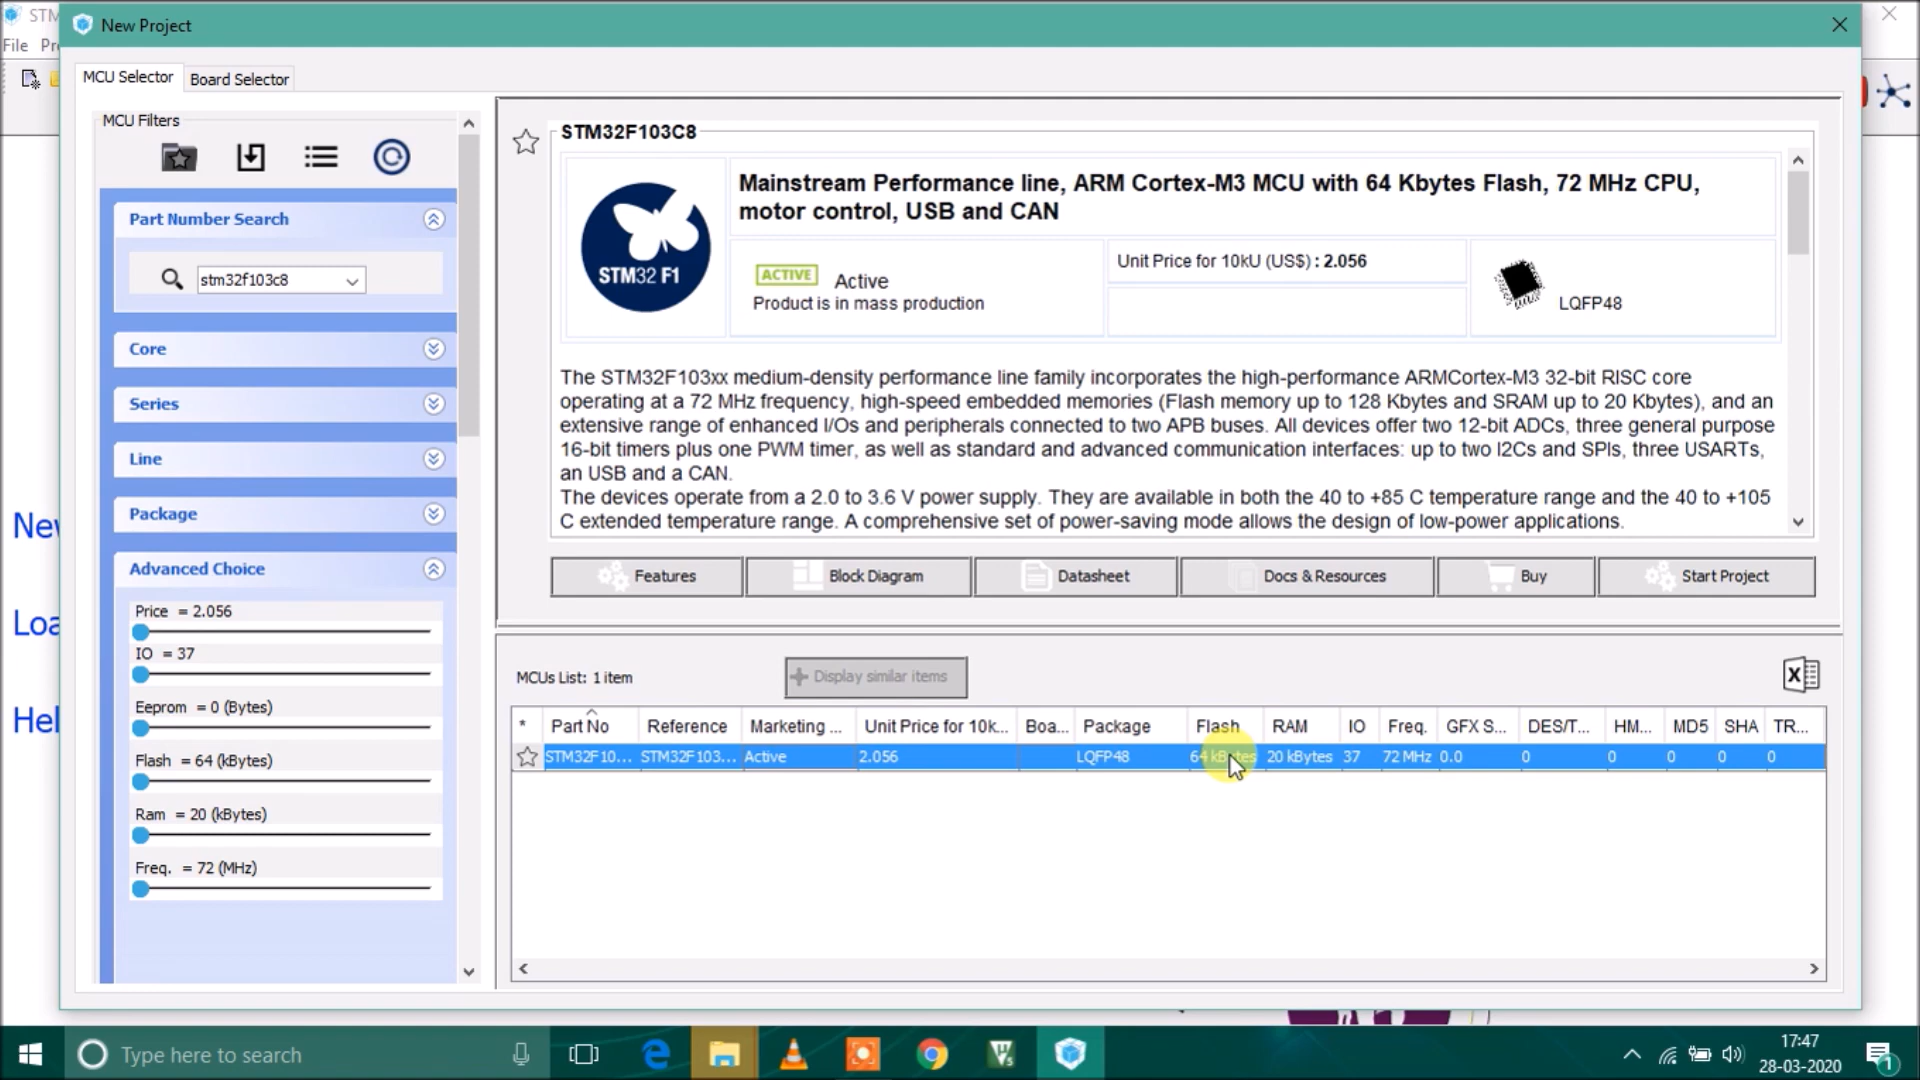 STM
New Project
File Pr
MCU Selector
Board Selector
MCU Filters
Part Number Search
stm32f103c8
Core
Series
Line
Package
Advanced Choice
Price = 2.056
IO = 37
Eeprom = 0 (Bytes)
Flash = 64 (kBytes)
Ram = 20 (kBytes)
Freq. = 72 (MHz)
STM32F103C8
STM32 F1
Mainstream Performance line, ARM Cortex-M3 MCU with 64 Kbytes Flash, 72 MHz CPU,
motor control, USB and CAN
ACTIVE Active
Product is in mass production
Unit Price for 10kU (US$) : 2.056
LQFP48
The STM32F103xx medium-density performance line family incorporates the high-performance ARMCortex-M3 32-bit RISC core
operating at a 72 MHz frequency, high-speed embedded memories (Flash memory up to 128 Kbytes and SRAM up to 20 Kbytes), and an
extensive range of enhanced I/Os and peripherals connected to two APB buses. All devices offer two 12-bit ADCs, three general purpose
16-bit timers plus one PWM timer, as well as standard and advanced communication interfaces: up to two I2Cs and SPIs, three USARTs,
an USB and a CAN.
The devices operate from a 2.0 to 3.6 V power supply. They are available in both the 40 to +85 C temperature range and the 40 to +105
C extended temperature range. A comprehensive set of power-saving mode allows the design of low-power applications.
Features
Block Diagram
Datasheet
Docs & Resources
Buy
Start Project
MCUs List: 1 item
Display similar items
* Part No Reference Marketing ... Unit Price for 10k... Boa... Package Flash RAM IO Freq. GFX S... DES/T... HM... MD5 SHA TR...
STM32F10... STM32F103... Active 2.056 LQFP48 64 kBytes 20 kBytes 37 72 MHz 0.0 0 0 0 0 0
New
Loa
Hel
Type here to search
17:47
28-03-2020
1